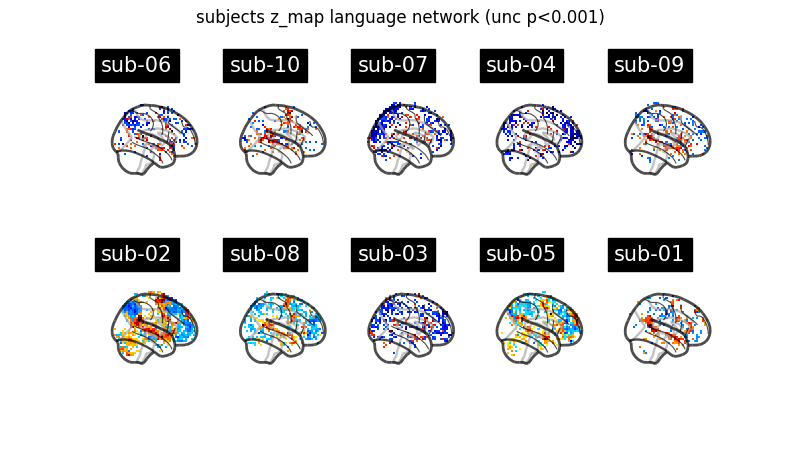 subjects z_map language network (unc p<0.001)
sub-06 sub-10 sub-07 sub-04 sub-09
sub-02 sub-08 sub-03 sub-05 sub-01